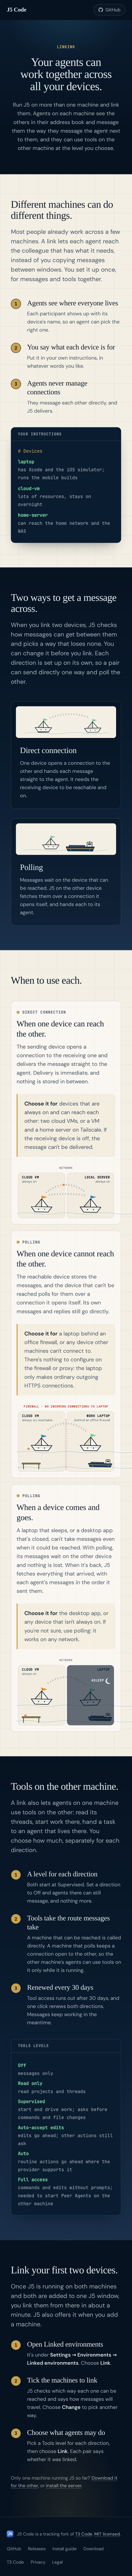 J5 Code
GitHub
LINKING
Your agents can
work together across
all your devices.
Run J5 on more than one machine and link
them. Agents on each machine see the
other in their address book and message
them the way they message the agent next
to them, and they can use tools on the
other machine at the level you choose.
Different machines can do
different things.
Most people already work across a few
machines. A link lets each agent reach
the colleague that has what it needs,
instead of you copying messages
between windows. You set it up once,
for messages and tools together.
1
Agents see where everyone lives
Each participant shows up with its
device's name, so an agent can pick the
right one.
2
You say what each device is for
Put it in your own instructions, in
whatever words you like.
3
Agents never manage
connections
They message each other directly, and
J5 delivers.
YOUR INSTRUCTIONS
# Devices
laptop
has Xcode and the iOS simulator;
runs the mobile builds
cloud-vm
lots of resources, stays on
overnight
home-server
can reach the home network and the
NAS
Two ways to get a message
across.
When you link two devices, J5 checks
how messages can get between them
and picks a way that works. You can
change it before you link. Each
direction is set up on its own, so a pair
can send directly one way and poll the
other.
Direct connection
One device opens a connection to the
other and hands each message
straight to the agent. It needs the
receiving device to be reachable and
on.
Polling
Messages wait on the device that can
be reached. J5 on the other device
fetches them over a connection it
opens itself, and hands each to its
agent.
When to use each.
DIRECT CONNECTION
When one device can reach
the other.
The sending device opens a
connection to the receiving one and
delivers the message straight to the
agent. Delivery is immediate, and
nothing is stored in between.
Choose it for devices that are
always on and can reach each
other: two cloud VMs, or a VM
and a home server on Tailscale. If
the receiving device is off, the
message can't be delivered.
NETWORK
CLOUD VM
always on
LOCAL SERVER
always on
POLLING
When one device cannot reach
the other.
The reachable device stores the
messages, and the device that can't be
reached polls for them over a
connection it opens itself. Its own
messages and replies still go directly.
Choose it for a laptop behind an
office firewall, or any device other
machines can't connect to.
There's nothing to configure on
the firewall or router: the laptop
only makes ordinary outgoing
HTTPS connections.
FIREWALL · NO INCOMING CONNECTIONS TO LAPTOP
CLOUD VM
always on, reachable
WORK LAPTOP
behind an office firewall
POLLING
When a device comes and
goes.
A laptop that sleeps, or a desktop app
that's closed, can't take messages even
when it could be reached. With polling,
its messages wait on the other device
and nothing is lost. When it's back, J5
fetches everything that arrived, with
each agent's messages in the order it
sent them.
Choose it for the desktop app, or
any device that isn't always on. If
you're not sure, use polling: it
works on any network.
NETWORK
CLOUD VM
always on
LAPTOP
ASLEEP
Tools on the other machine.
A link also lets agents on one machine
use tools on the other: read its
threads, start work there, hand a task
to an agent that lives there. You
choose how much, separately for each
direction.
1
A level for each direction
Both start at Supervised. Set a direction
to Off and agents there can still
message, and nothing more.
2
Tools take the route messages
take
A machine that can be reached is called
directly. A machine that polls keeps a
connection open to the other, so the
other machine's agents can use tools on
it only while it is running.
3
Renewed every 30 days
Tool access runs out after 30 days, and
one click renews both directions.
Messages keep working in the
meantime.
TOOLS LEVELS
Off
messages only
Read only
read projects and threads
Supervised
start and drive work; asks before
commands and file changes
Auto-accept edits
edits go ahead; other actions still
ask
Auto
routine actions go ahead where the
provider supports it
Full access
commands and edits without prompts;
needed to start Peer Agents on the
other machine
Link your first two devices.
Once J5 is running on both machines
and both are on when you add one to
the other, you pick from a list and J5
you link them from there in about a
minute. J5 also offers it when you add
a machine.
1
Open Linked environments
It's under Settings → Environments →
Linked environments. Choose Link.
2
Tick the machines to link
J5 checks which way each one can be
reached and says how messages will
travel. Choose Change to pick another
way.
3
Choose what agents may do
Pick a Tools level for each direction,
then choose Link. Each pair says
whether it was linked.
Only one machine running J5 so far? Download it
for the other, or install the server.
J5 Code is a tracking fork of T3 Code. MIT licensed.
GitHub
Releases
Install guide
Download
T3 Code
Privacy
Legal